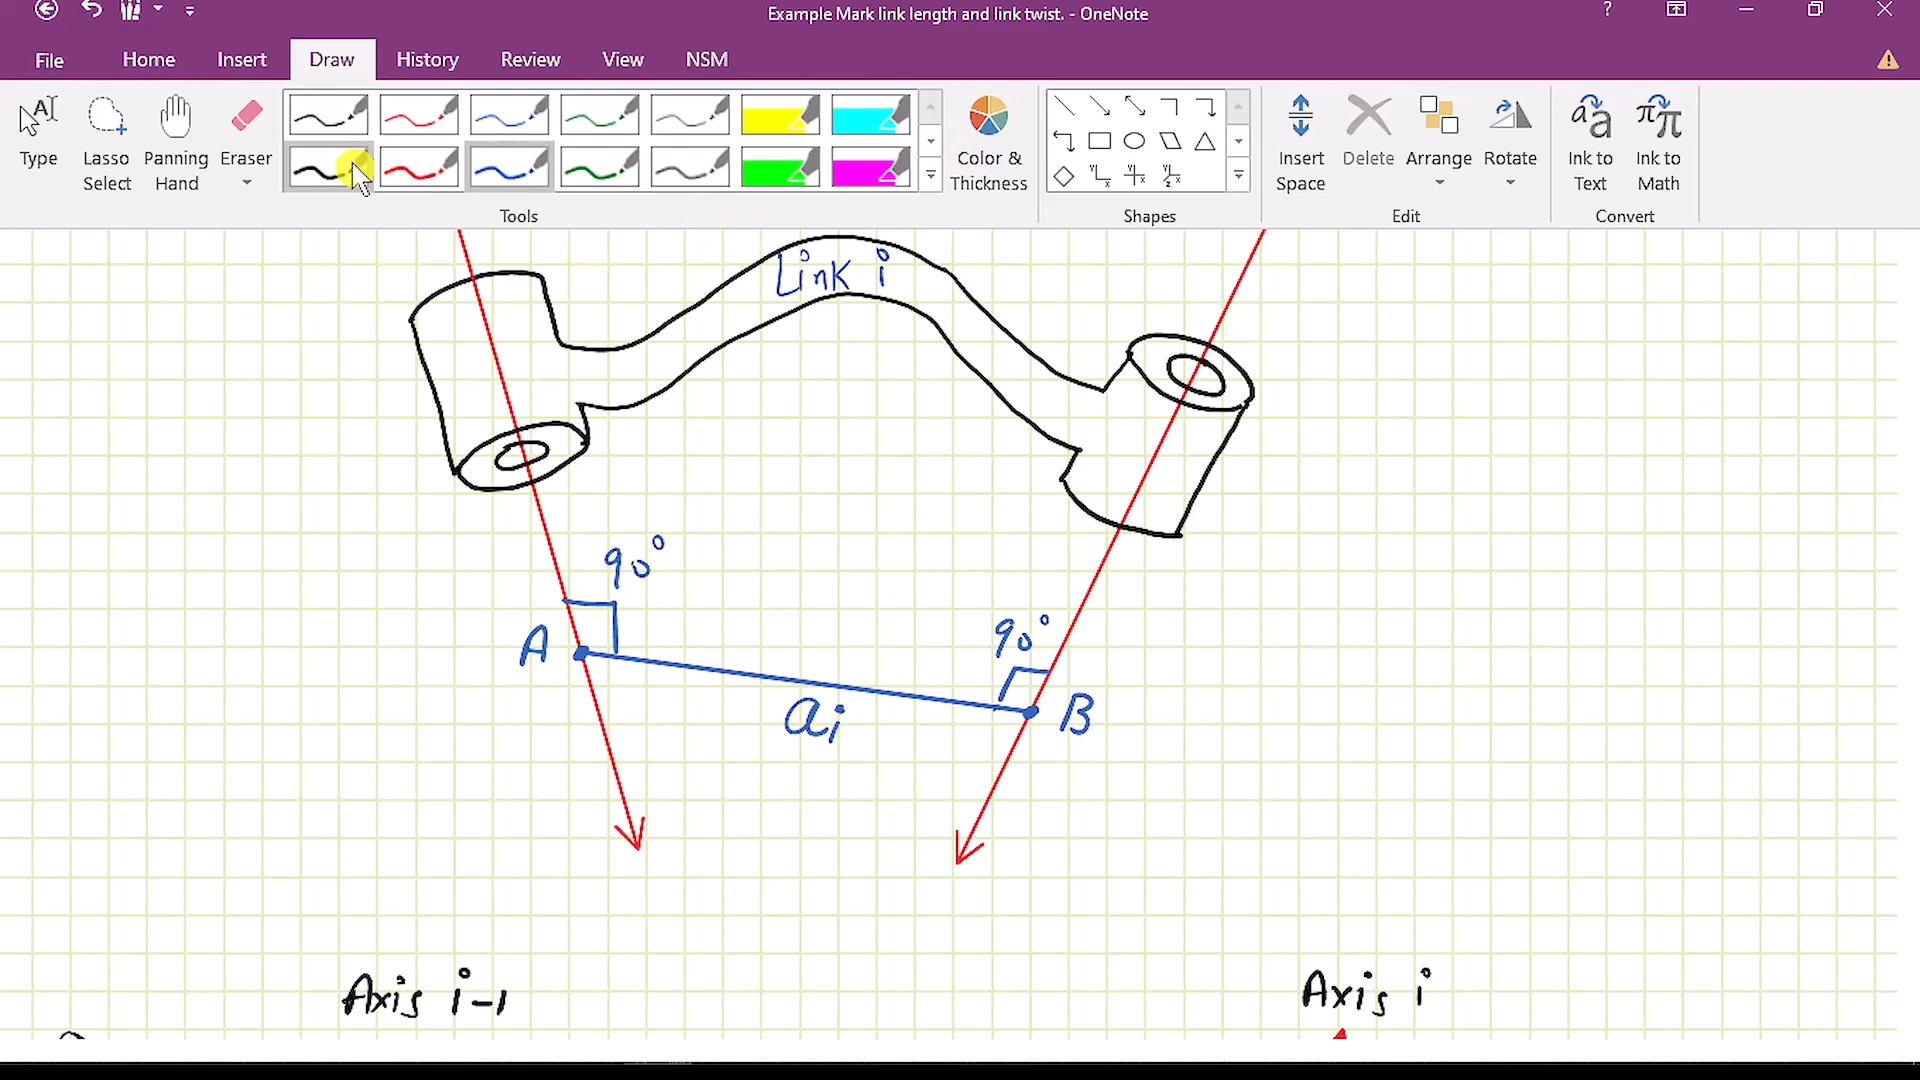 Example Mark link length and link twist. - OneNote
?
File Home Insert Draw History Review View NSM
Type
Lasso
Select
Panning
Hand
Eraser
Color &
Thickness
Insert
Space
Delete
Arrange
Rotate
Ink to
Text
Ink to
Math
Tools
Shapes
Edit
Convert
Link i
90°
A
90°
ai
B
Axis i-1
Axis i